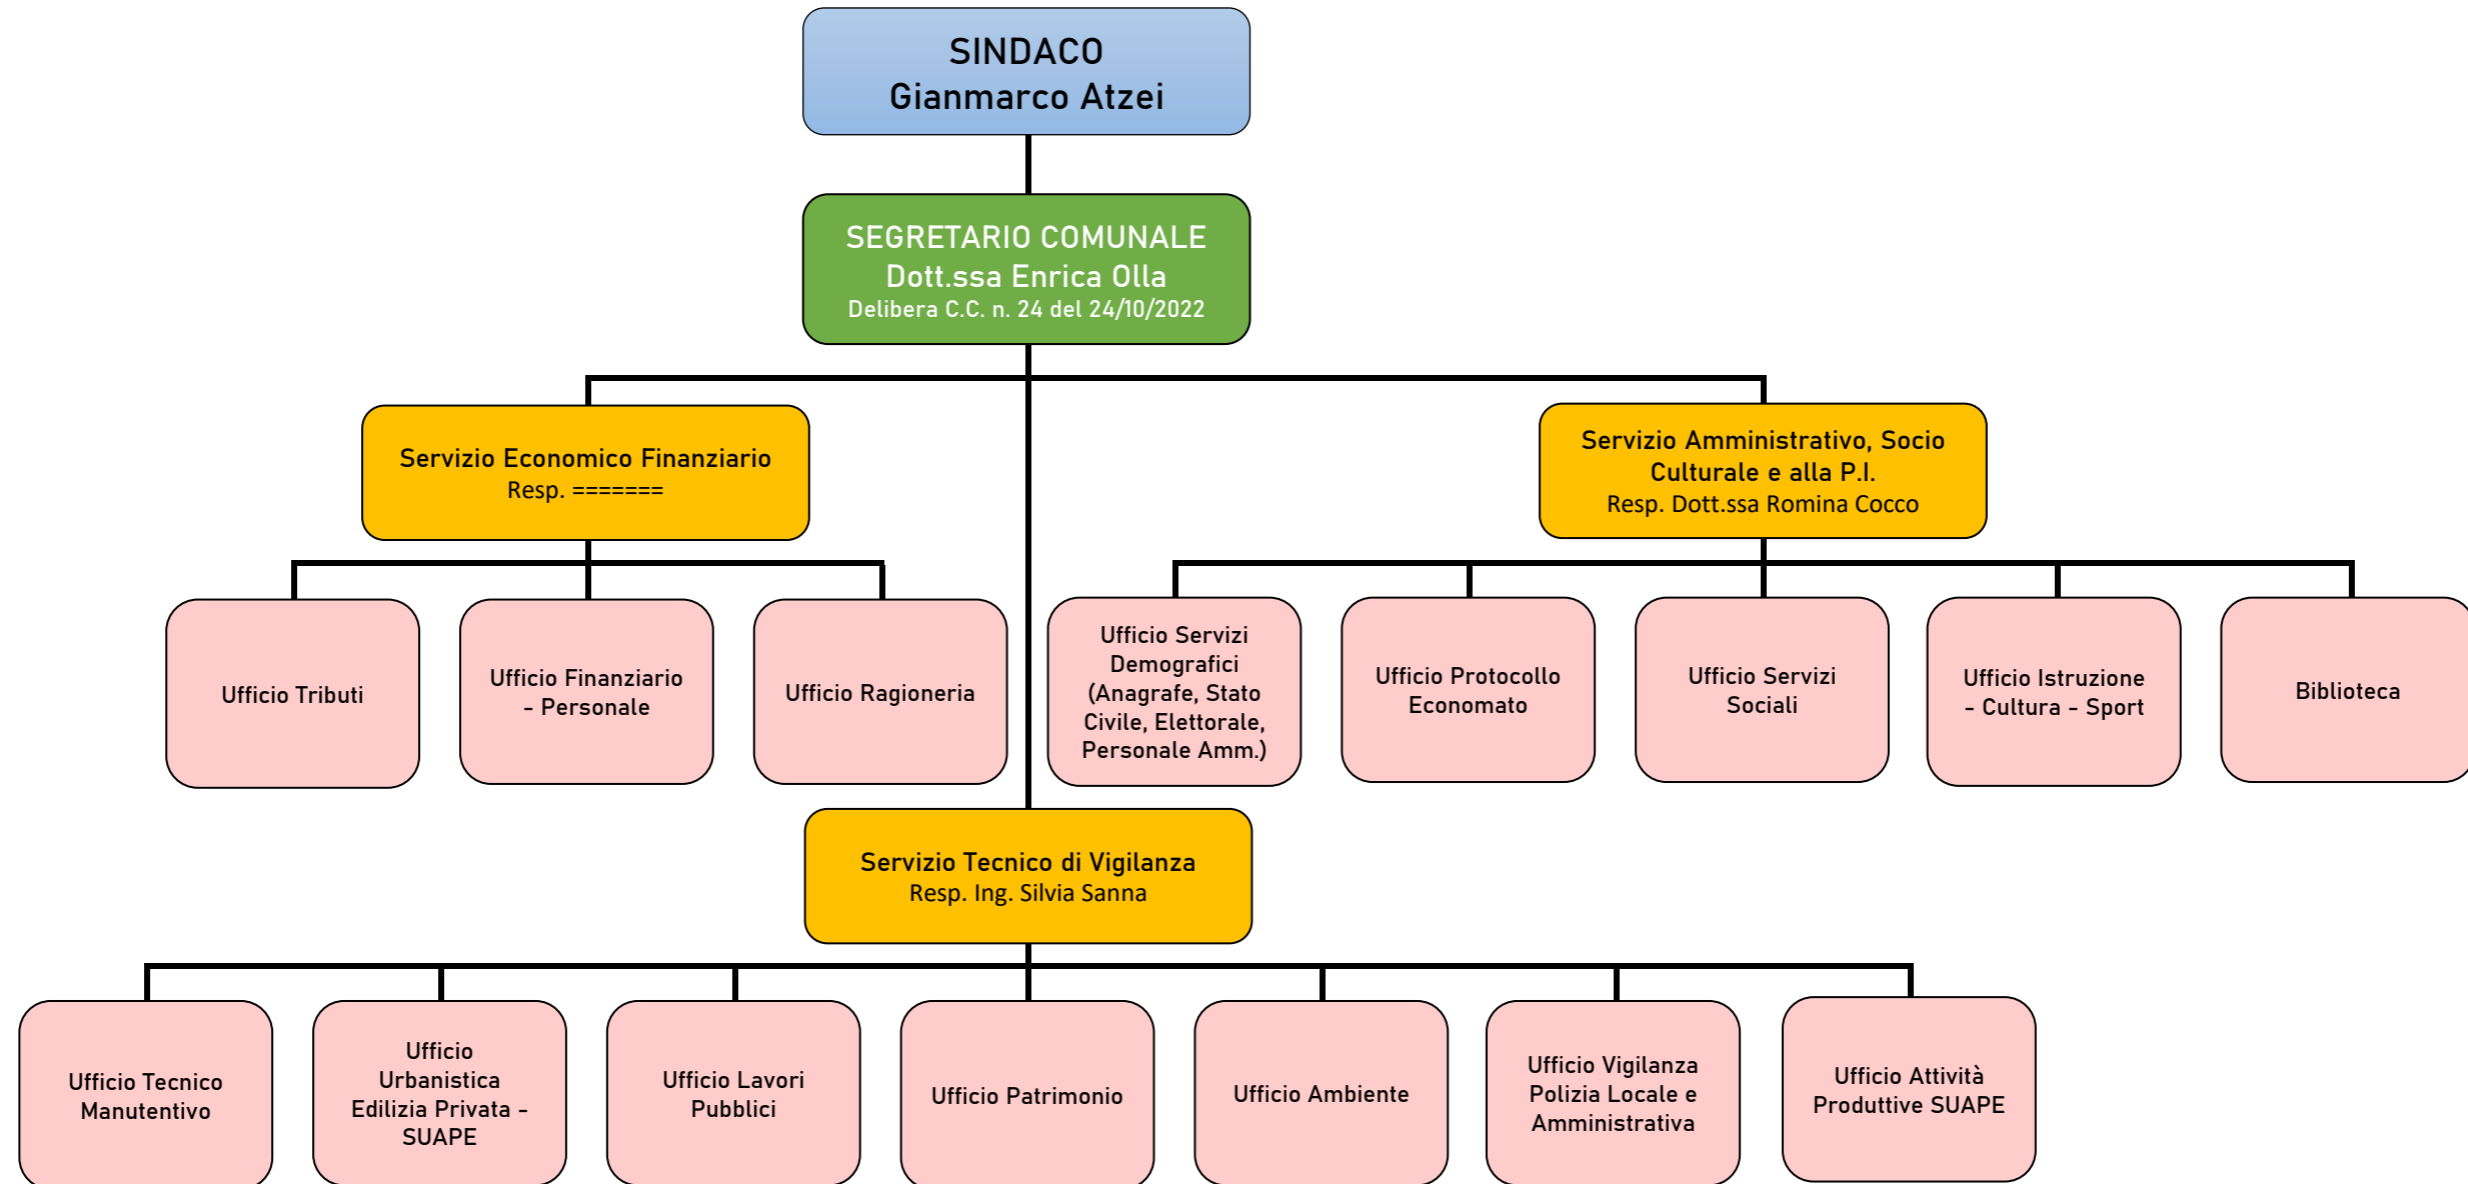 SINDACO
Gianmarco Atzei
SEGRETARIO COMUNALE
Dott.ssa Enrica Olla
Delibera C.C. n. 24 del 24/10/2022
Servizio Economico Finanziario
Resp. =======
Servizio Amministrativo, Socio
Culturale e alla P.I.
Resp. Dott.ssa Romina Cocco
Ufficio Tributi
Ufficio Finanziario
- Personale
Ufficio Ragioneria
Ufficio Servizi
Demografici
(Anagrafe, Stato
Civile, Elettorale,
Personale Amm.)
Ufficio Protocollo
Economato
Ufficio Servizi
Sociali
Ufficio Istruzione
- Cultura - Sport
Biblioteca
Servizio Tecnico di Vigilanza
Resp. Ing. Silvia Sanna
Ufficio Tecnico
Manutentivo
Ufficio
Urbanistica
Edilizia Privata -
SUAPE
Ufficio Lavori
Pubblici
Ufficio Patrimonio
Ufficio Ambiente
Ufficio Vigilanza
Polizia Locale e
Amministrativa
Ufficio Attività
Produttive SUAPE